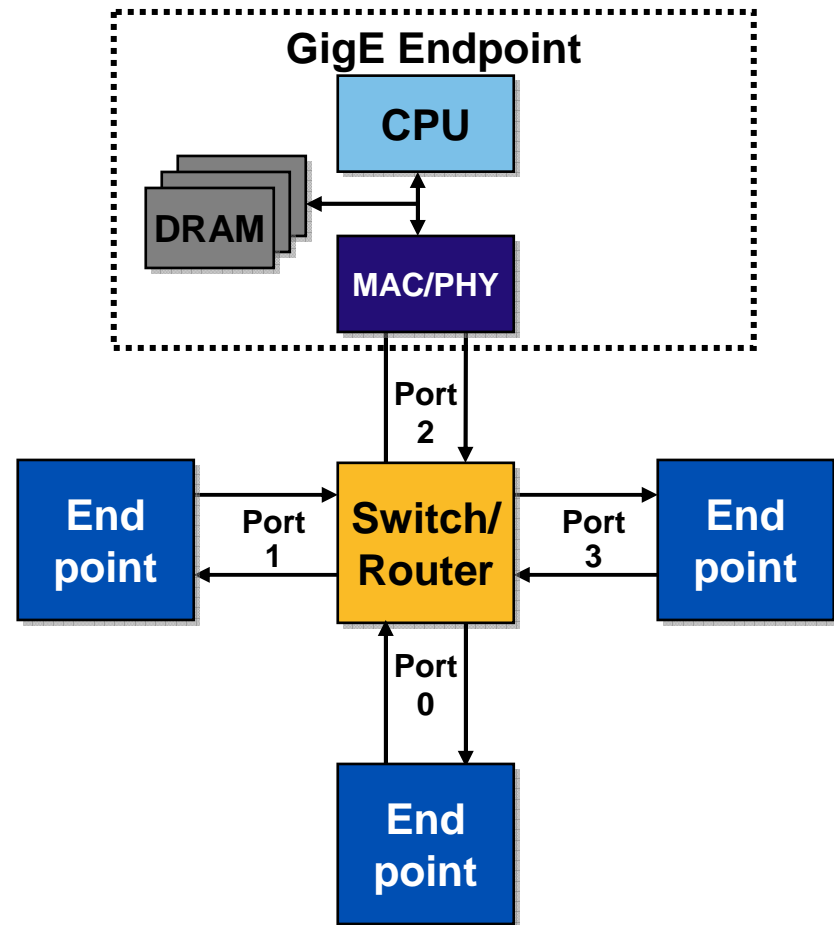 GigE Endpoint
CPU
DRAM
MAC/PHY
Port
2
End
point
Port
1
Switch/
Router
Port
3
End
point
Port
0
End
point